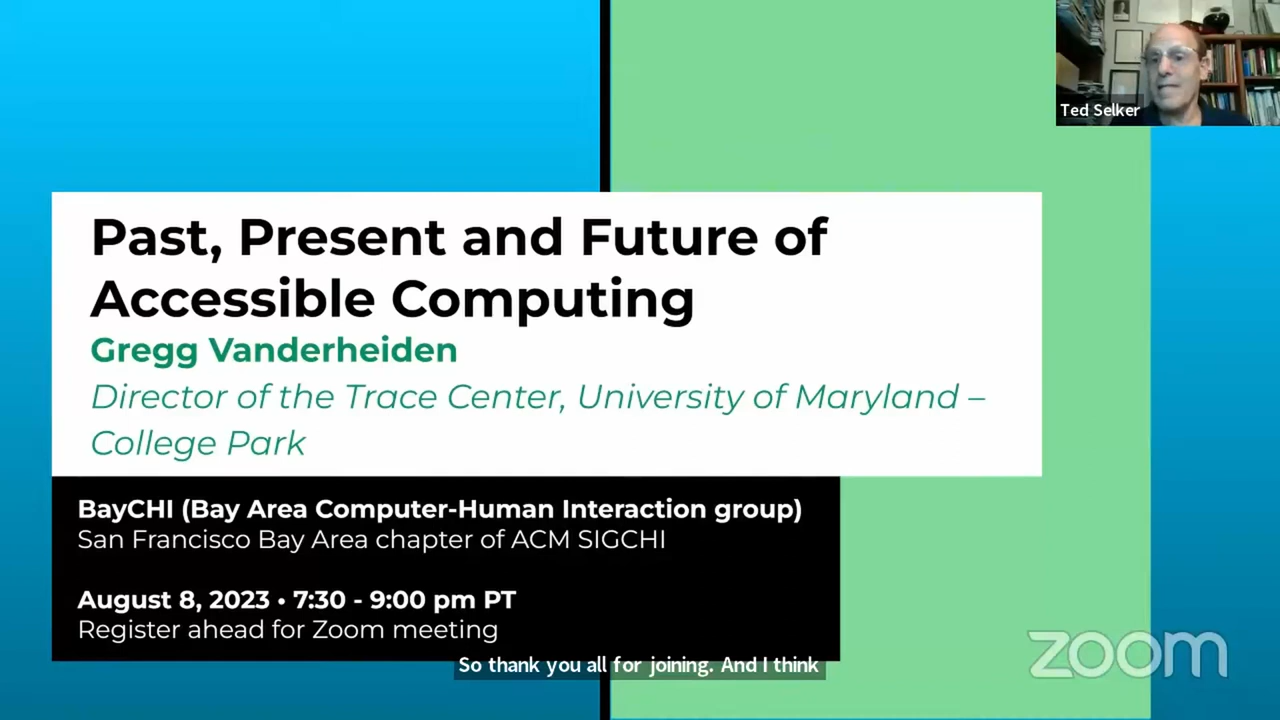 Ted Selker
Past, Present and Future of
Accessible Computing
Gregg Vanderheiden
Director of the Trace Center, University of Maryland –
College Park
BayCHI (Bay Area Computer-Human Interaction group)
San Francisco Bay Area chapter of ACM SIGCHI
August 8, 2023 • 7:30 - 9:00 pm PT
Register ahead for Zoom meeting
So thank you all for joining. And I think
zoom